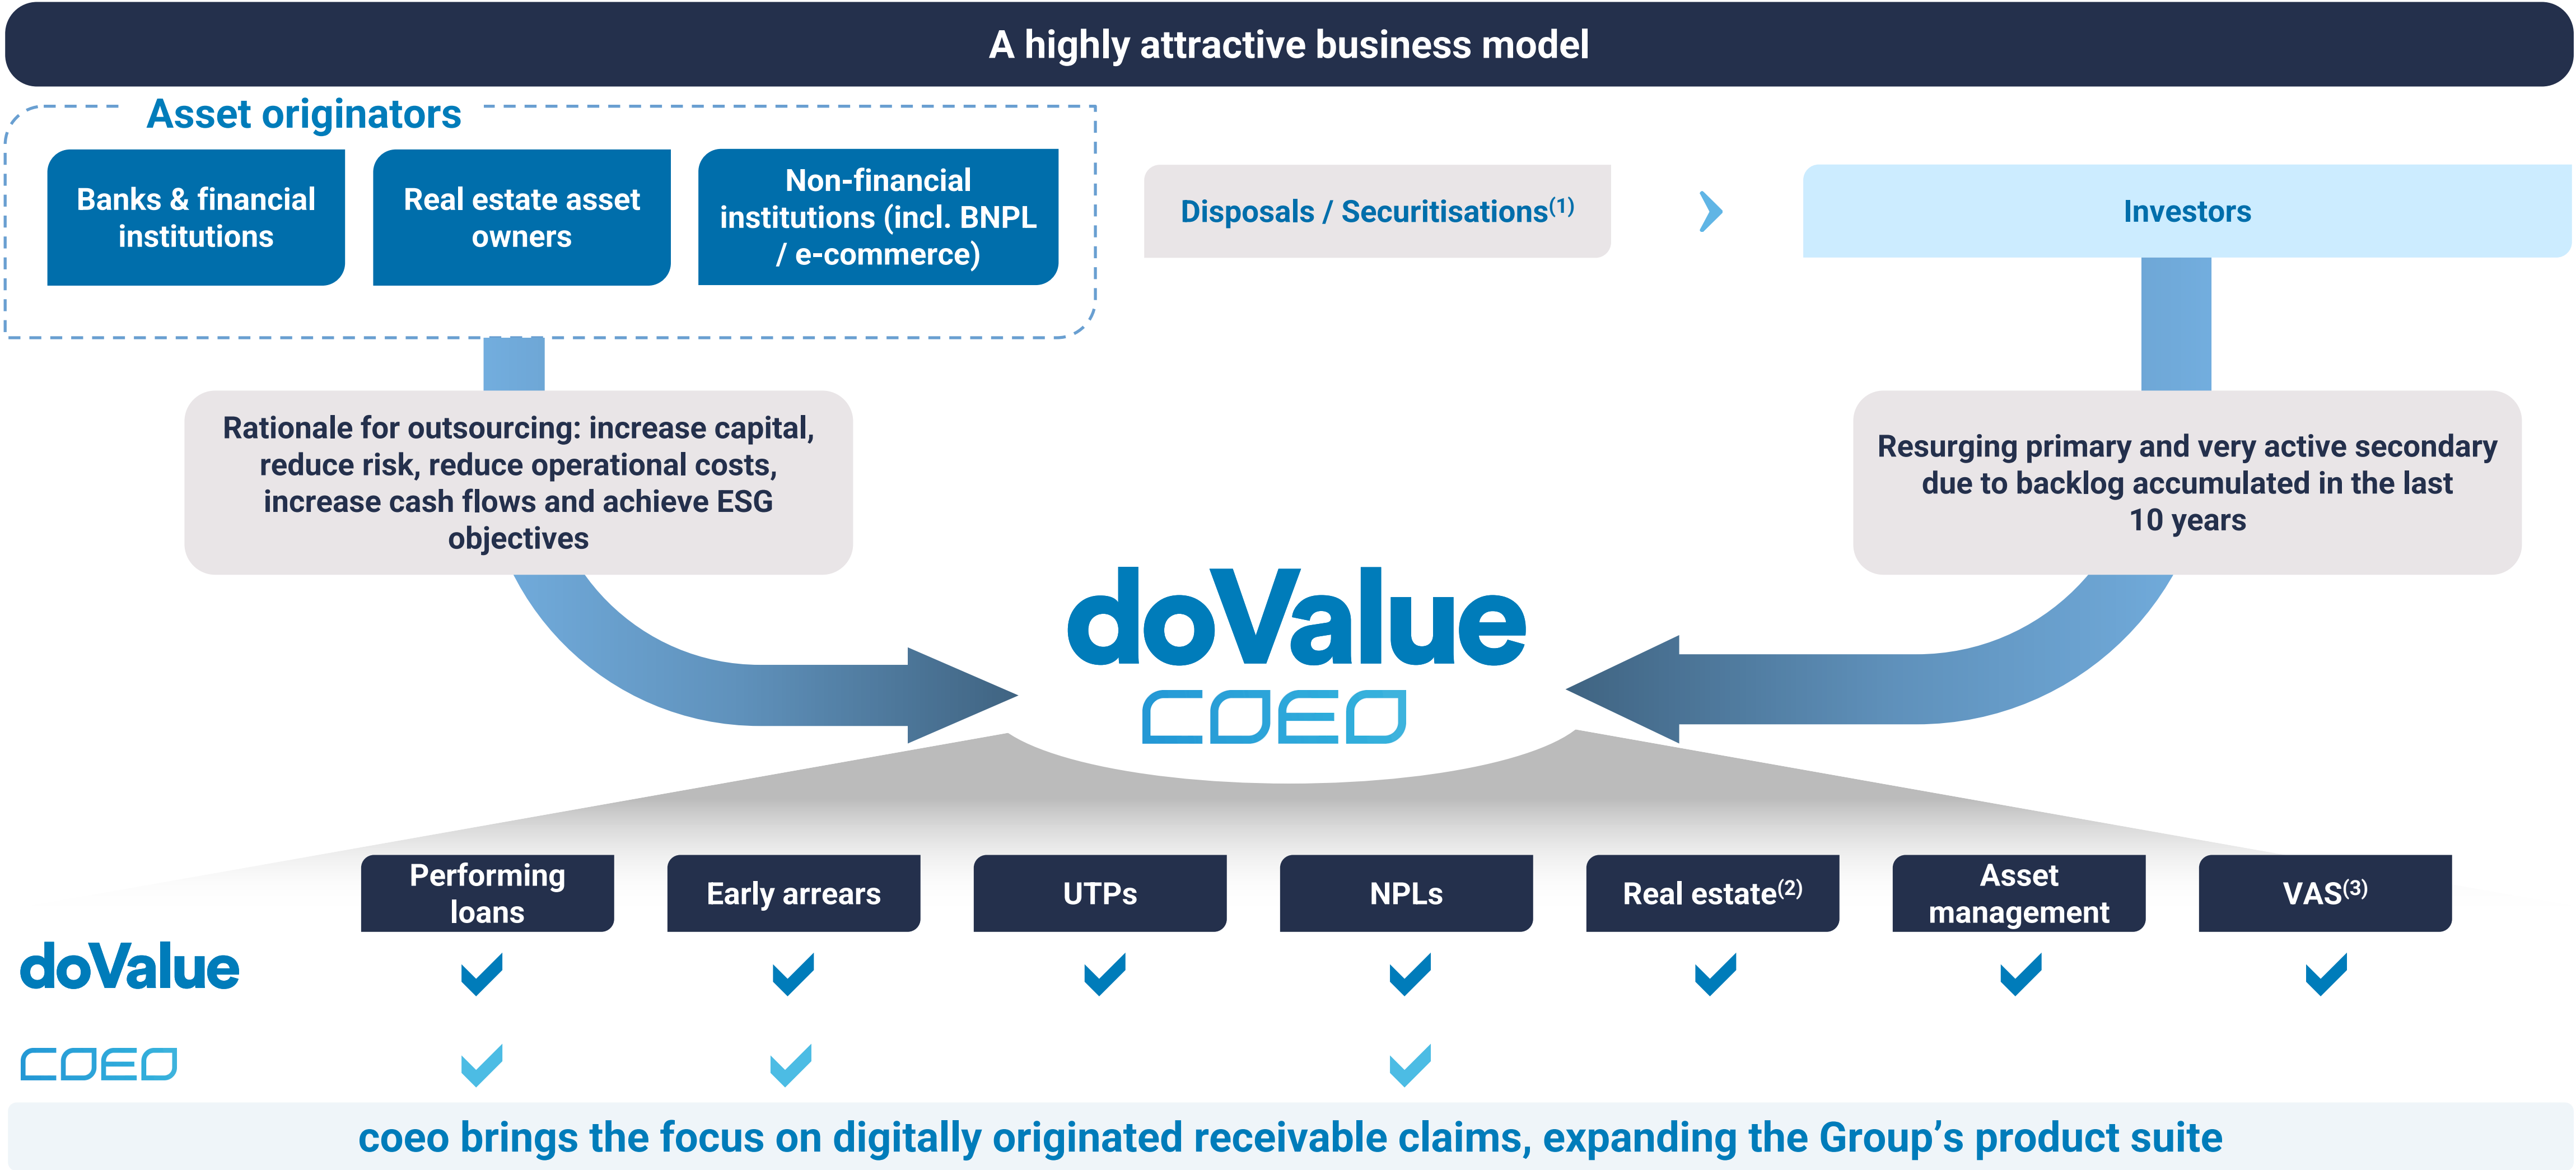 A highly attractive business model
Asset originators
Banks & financial
institutions
Real estate asset
owners
Non-financial
institutions (incl. BNPL
/ e-commerce)
Disposals / Securitisations(1)
Investors
Rationale for outsourcing: increase capital,
reduce risk, reduce operational costs,
increase cash flows and achieve ESG
objectives
Resurging primary and very active secondary
due to backlog accumulated in the last
10 years
doValue
coeo
Performing
loans
Early arrears
UTPs
NPLs
Real estate(2)
Asset
management
VAS(3)
doValue
coeo
coeo brings the focus on digitally originated receivable claims, expanding the Group’s product suite